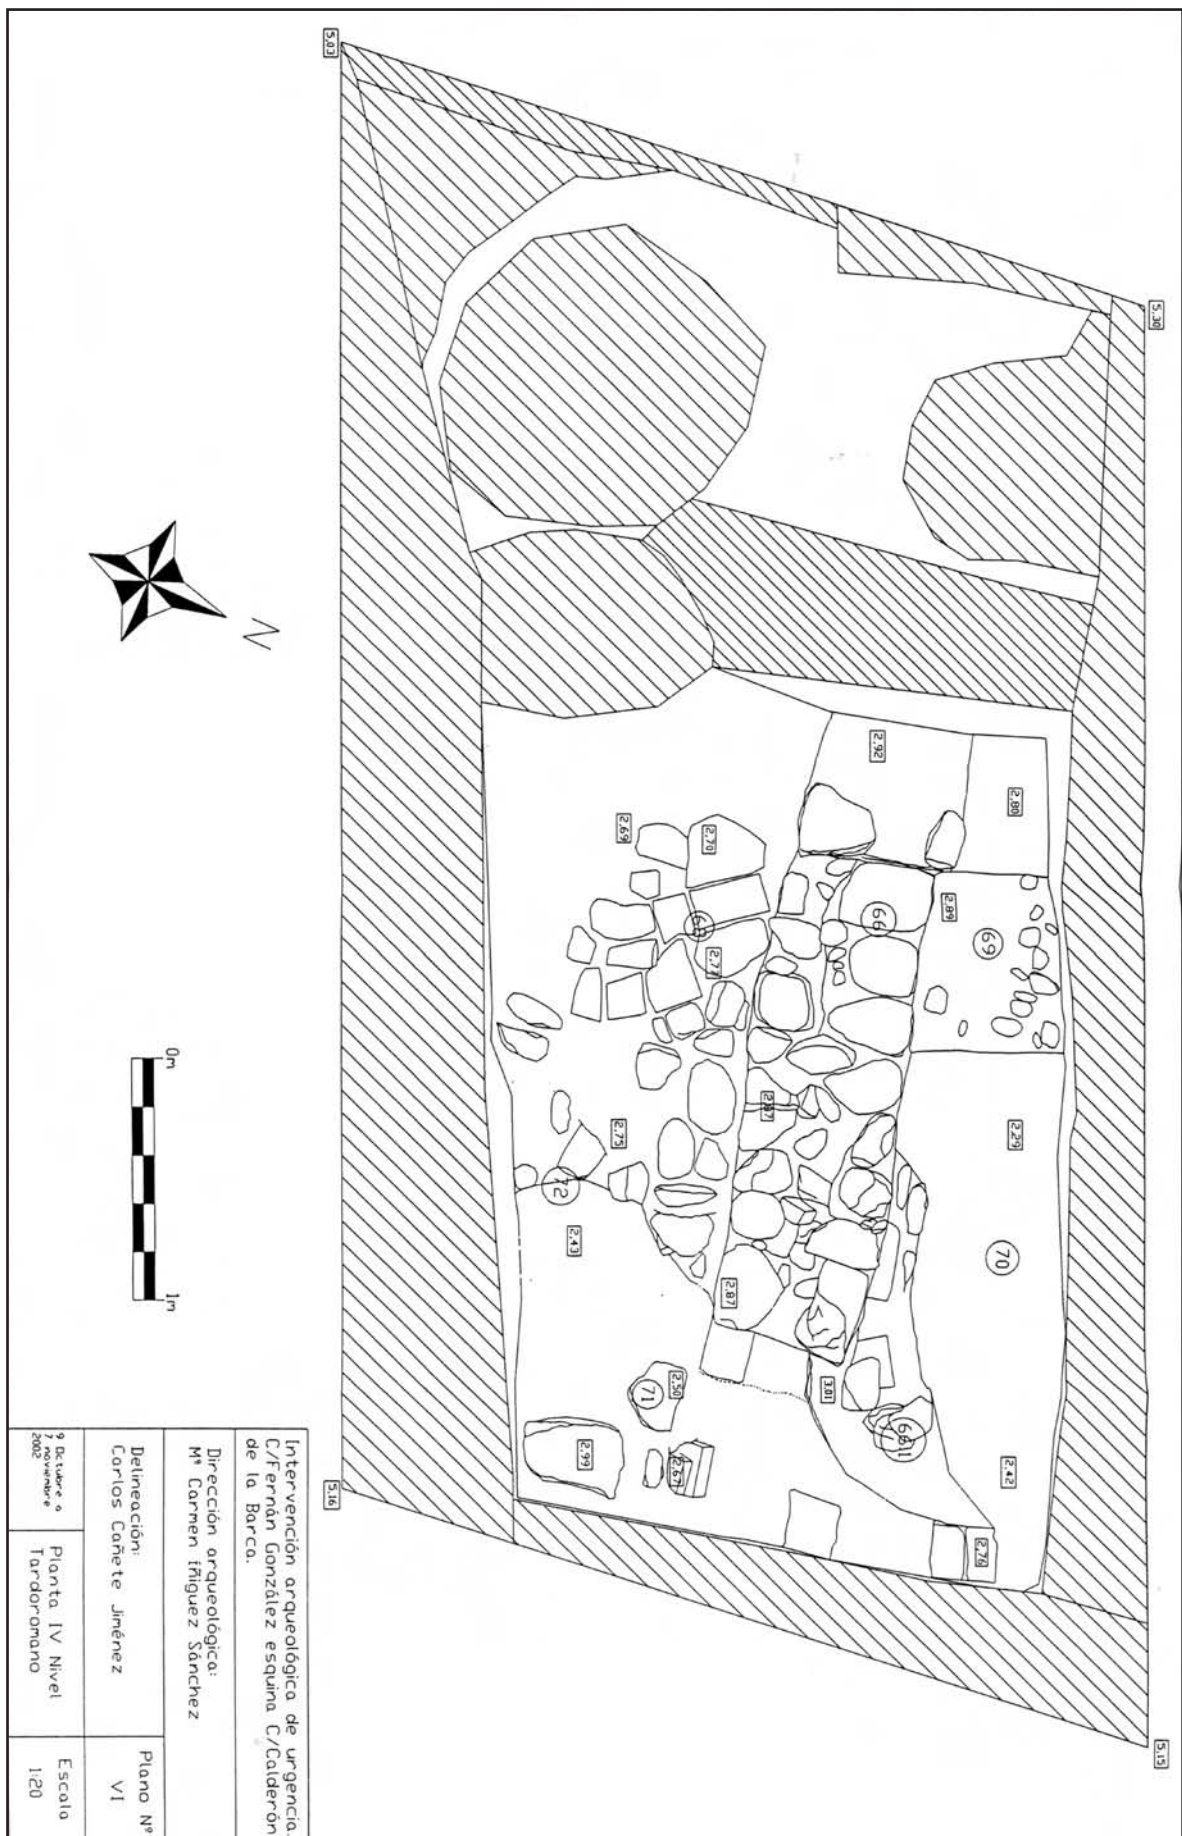 5.03
5.30
2.92
2.80
2.69
2.70
66
2.89
69
2.77
2.29
2.87
2.75
72
2.43
70
2.87
71
2.50
3.01
2.42
2.99
2.67
2.76
5.16
5.15
N
0m
1m
Intervención arqueológica de urgencia.
C/Fernán González esquina C/Calderón
de la Barca.
Dirección arqueológica:
Mª Carmen Íñiguez Sánchez
Delineación:
Carlos Cañete Jiménez
Plano Nº
VI
9 Octubre a
7 noviembre
2002
Planta IV Nivel
Tardoromano
Escala
1:20